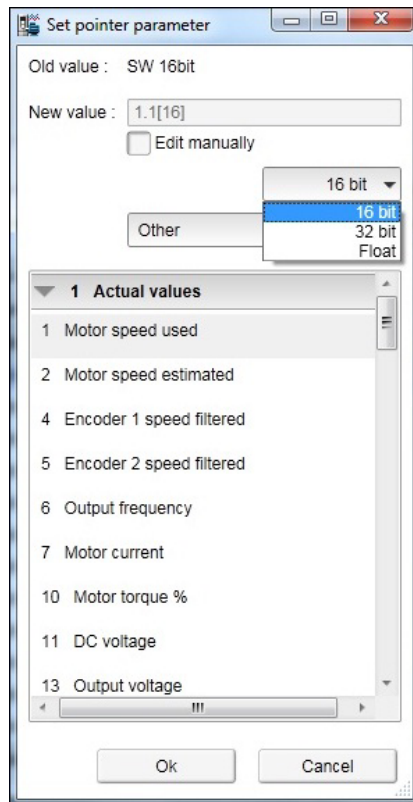 Set pointer parameter
Old value : SW 16bit
New value : 1.1[16]
Edit manually
16 bit
16 bit
32 bit
Float
Other
1 Actual values
1 Motor speed used
2 Motor speed estimated
4 Encoder 1 speed filtered
5 Encoder 2 speed filtered
6 Output frequency
7 Motor current
10 Motor torque %
11 DC voltage
13 Output voltage
Ok Cancel